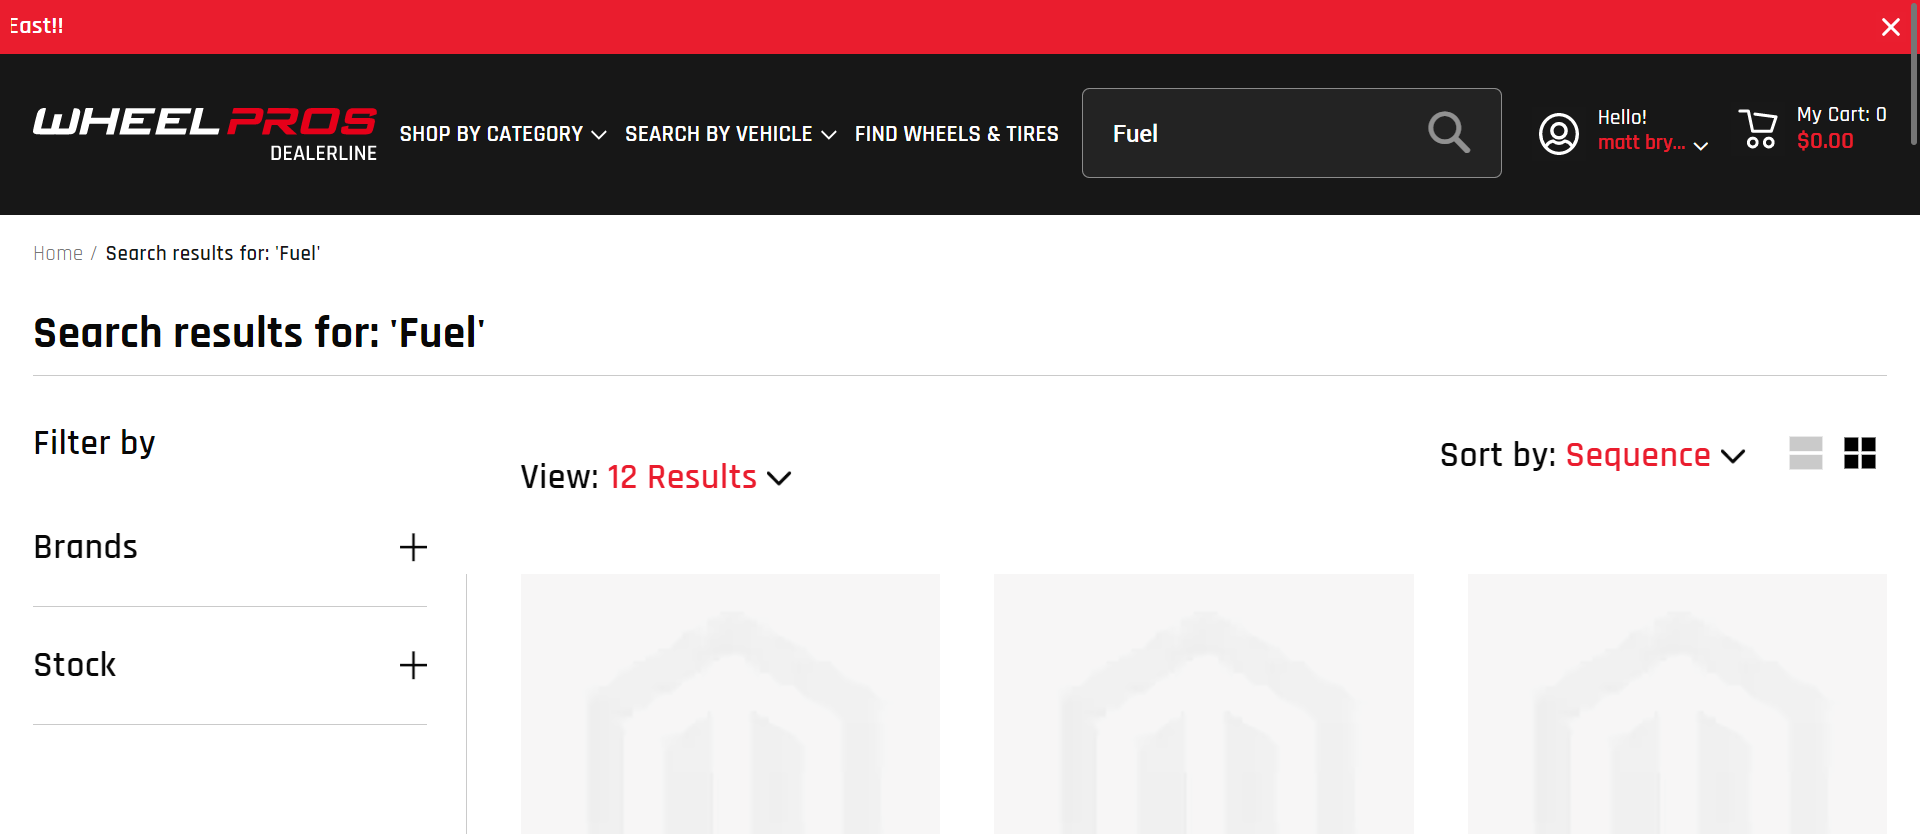 East!!
WHEEL PROS
DEALERLINE
SHOP BY CATEGORY
SEARCH BY VEHICLE
FIND WHEELS & TIRES
Fuel
Hello!
matt bry...
My Cart: 0
$0.00
Home / Search results for: 'Fuel'
Search results for: 'Fuel'
Filter by
View: 12 Results
Sort by: Sequence
Brands
Stock